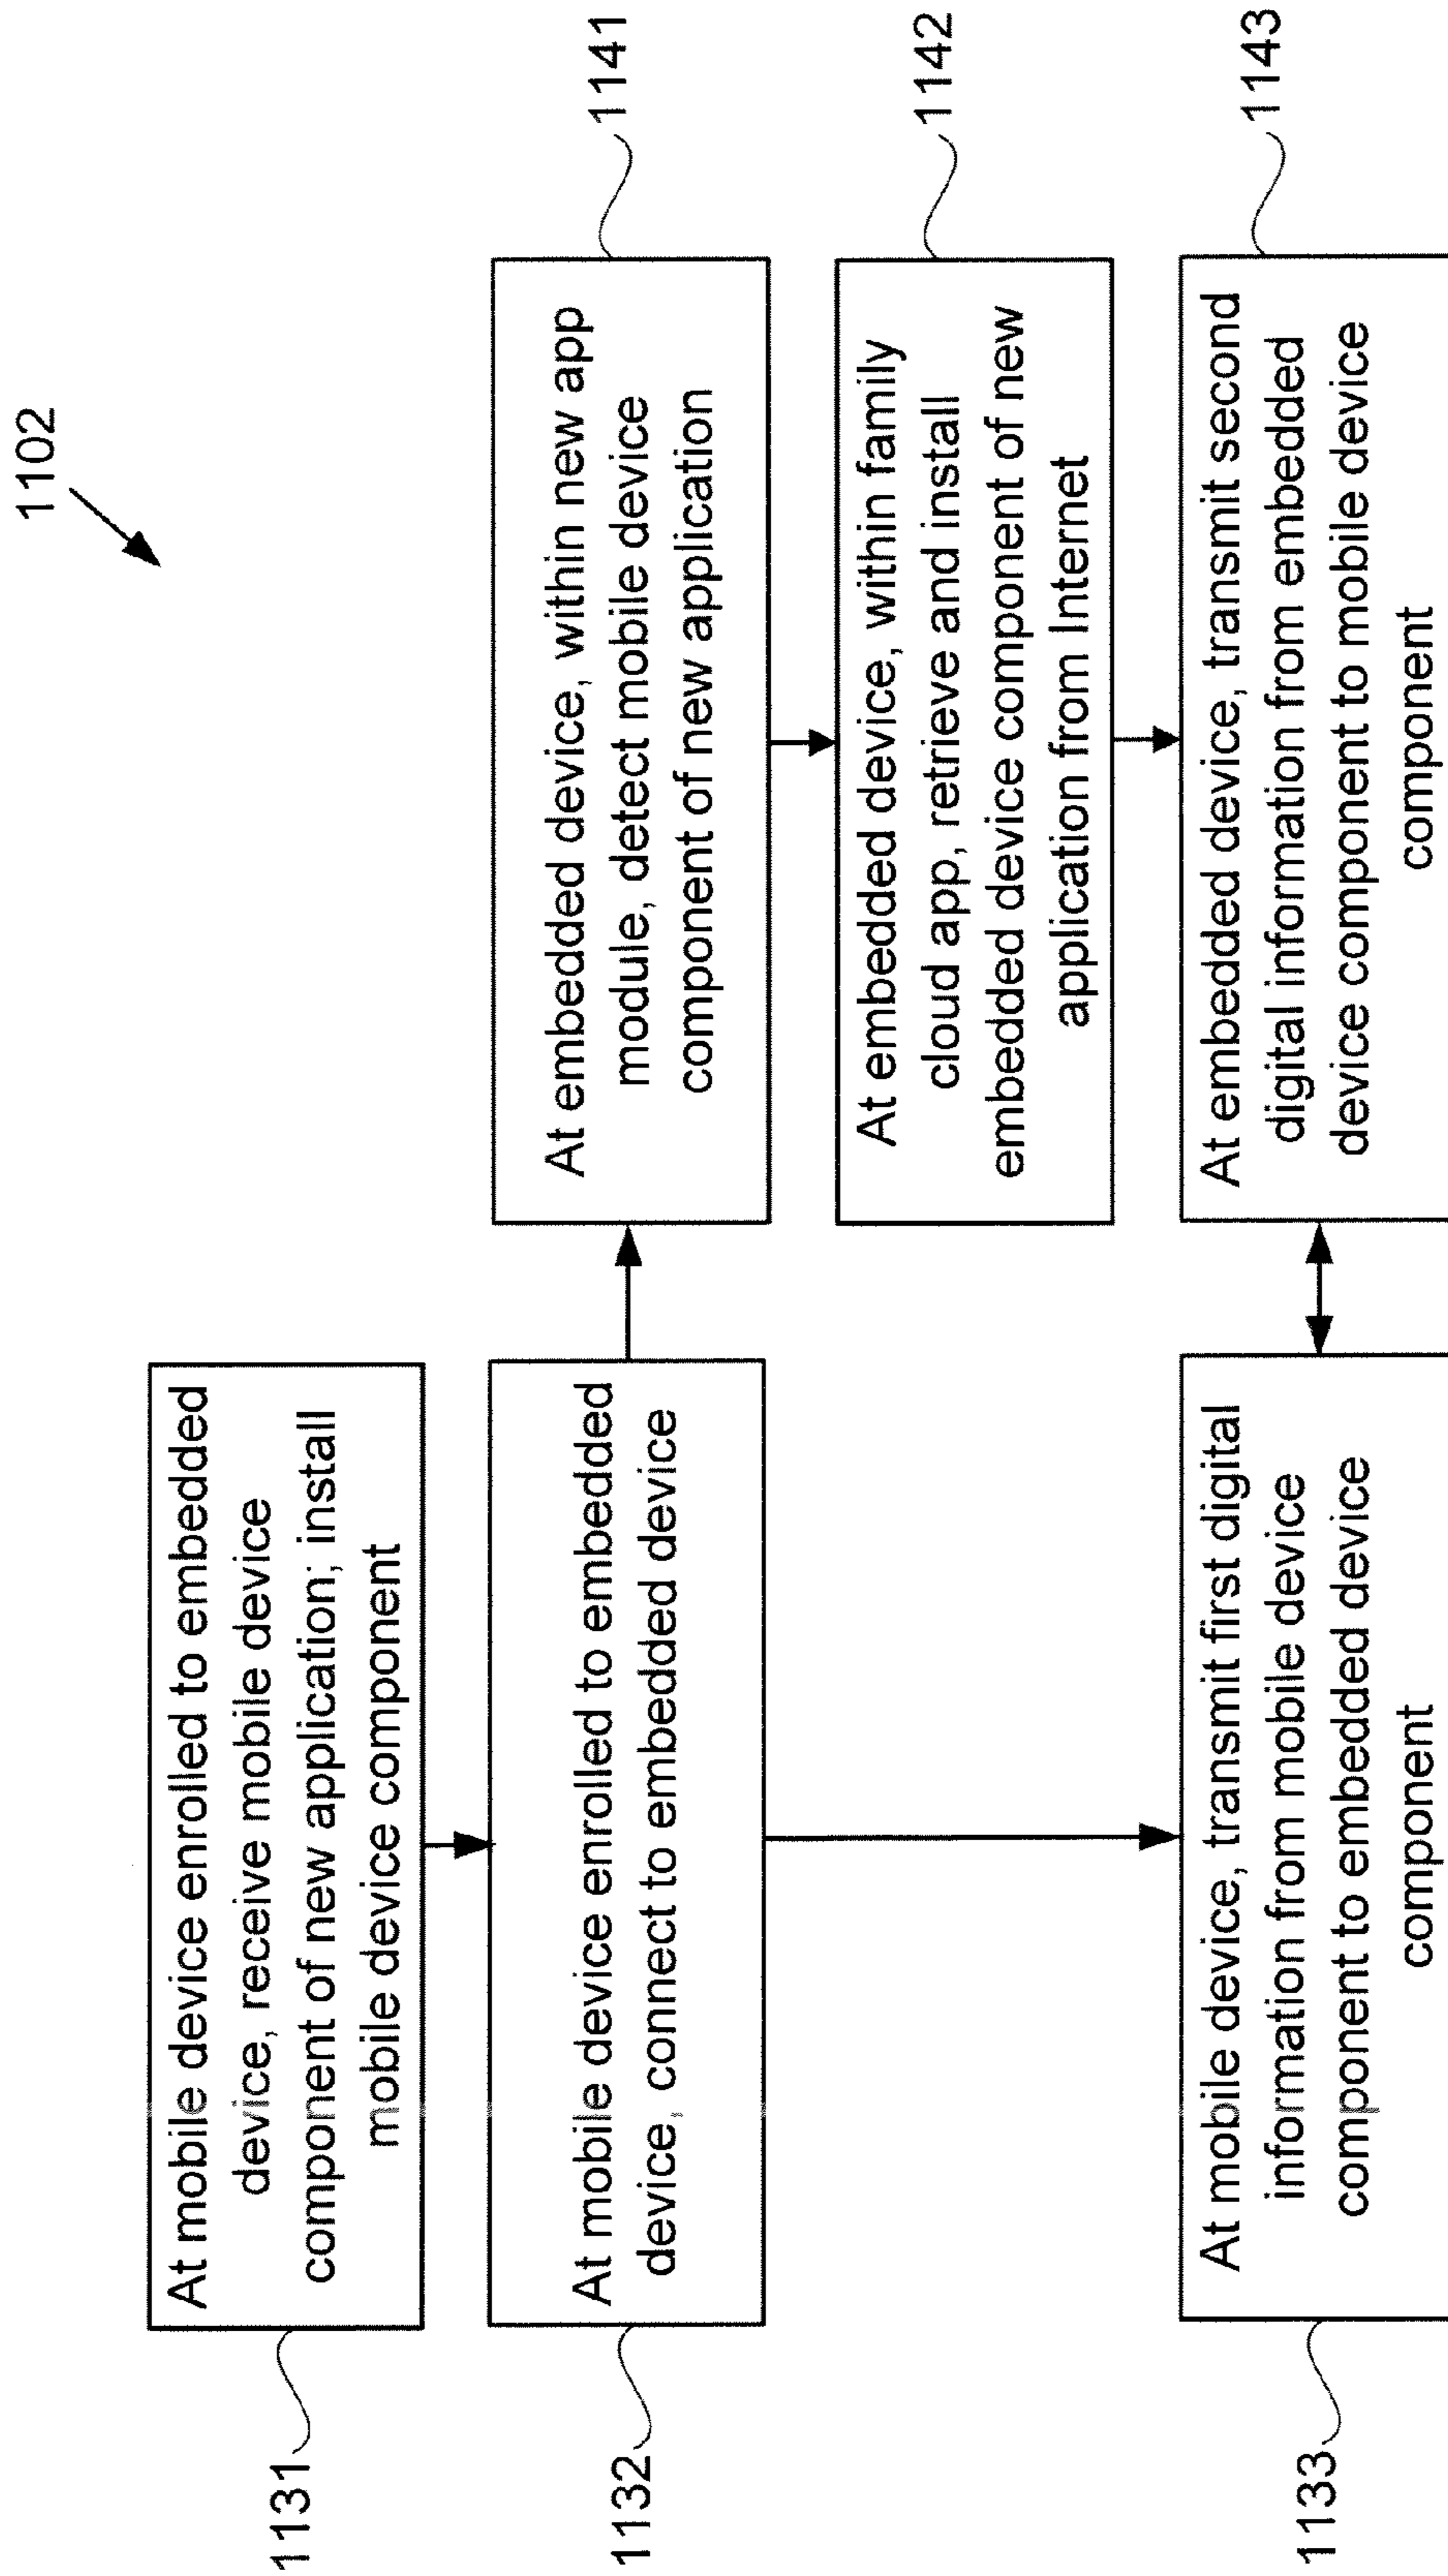 1102
1131
At mobile device enrolled to embedded
device, receive mobile device
component of new application; install
mobile device component
1132
At mobile device enrolled to embedded
device, connect to embedded device
1141
At embedded device, within new app
module, detect mobile device
component of new application
1142
At embedded device, within family
cloud app, retrieve and install
embedded device component of new
application from Internet
1133
At mobile device, transmit first digital
information from mobile device
component to embedded device
component
1143
At embedded device, transmit second
digital information from embedded
device component to mobile device
component